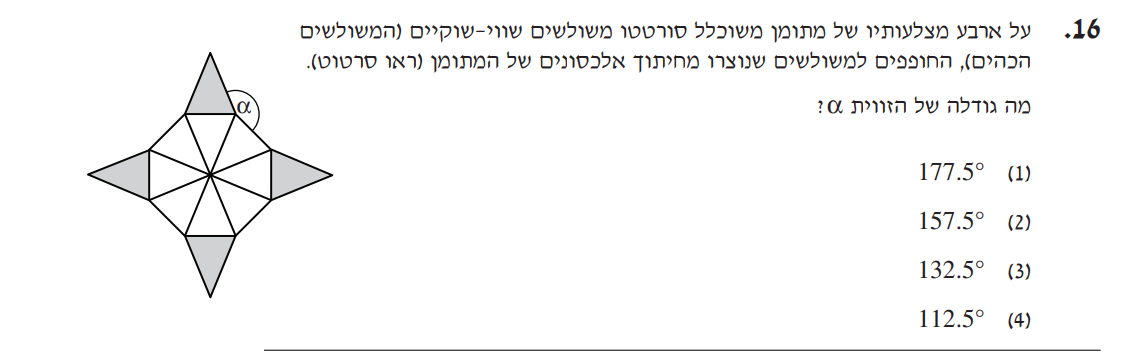 16. על ארבע מצלעותיו של מתומן משוכלל סורטטו משולשים שווי-שוקיים (המשולשים
הכהים), החופפים למשולשים שנוצרו מחיתוך אלכסונים של המתומן (ראו סרטוט).
מה גודלה של הזווית α?
α
(1) 177.5°
(2) 157.5°
(3) 132.5°
(4) 112.5°